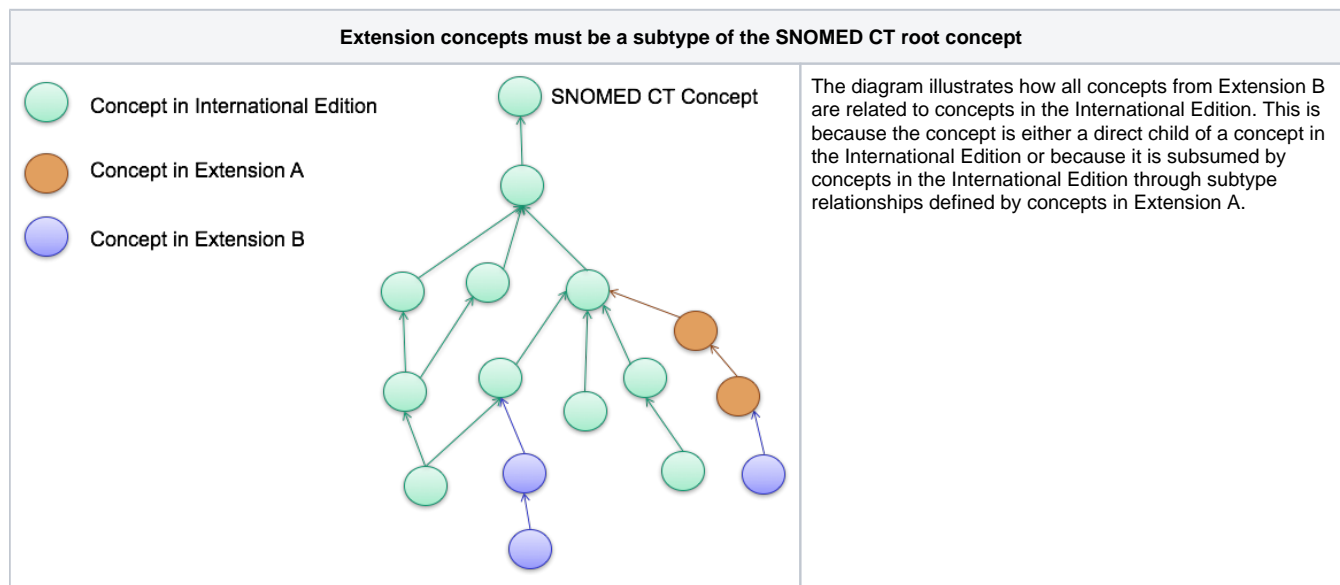 Extension concepts must be a subtype of the SNOMED CT root concept
Concept in International Edition
SNOMED CT Concept
Concept in Extension A
Concept in Extension B
The diagram illustrates how all concepts from Extension B
are related to concepts in the International Edition. This is
because the concept is either a direct child of a concept in
the International Edition or because it is subsumed by
concepts in the International Edition through subtype
relationships defined by concepts in Extension A.